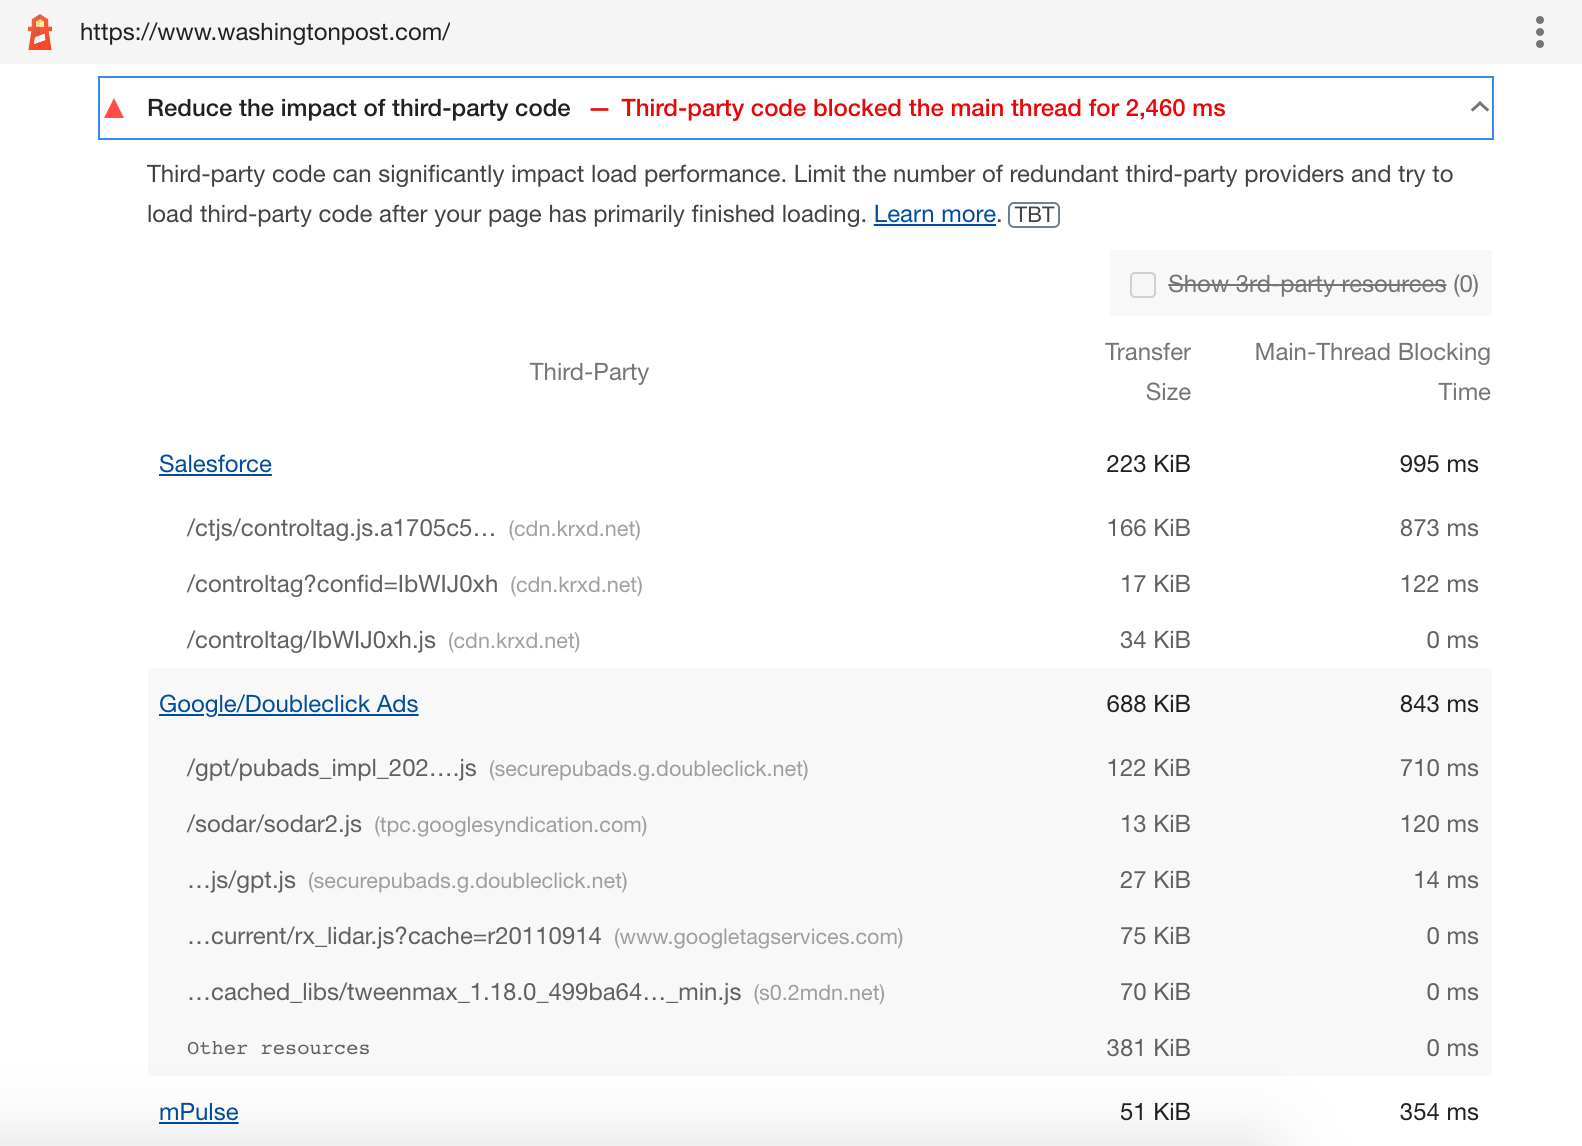 https://www.washingtonpost.com/
Reduce the impact of third-party code — Third-party code blocked the main thread for 2,460 ms
Third-party code can significantly impact load performance. Limit the number of redundant third-party providers and try to
load third-party code after your page has primarily finished loading. Learn more. TBT
Show 3rd-party resources (0)
Third-Party
Transfer
Size
Main-Thread Blocking
Time
Salesforce 223 KiB 995 ms
/ctjs/controltag.js.a1705c5… (cdn.krxd.net) 166 KiB 873 ms
/controltag?confid=IbWIJ0xh (cdn.krxd.net) 17 KiB 122 ms
/controltag/IbWIJ0xh.js (cdn.krxd.net) 34 KiB 0 ms
Google/Doubleclick Ads 688 KiB 843 ms
/gpt/pubads_impl_202….js (securepubads.g.doubleclick.net) 122 KiB 710 ms
/sodar/sodar2.js (tpc.googlesyndication.com) 13 KiB 120 ms
…js/gpt.js (securepubads.g.doubleclick.net) 27 KiB 14 ms
…current/rx_lidar.js?cache=r20110914 (www.googletagservices.com) 75 KiB 0 ms
…cached_libs/tweenmax_1.18.0_499ba64…_min.js (s0.2mdn.net) 70 KiB 0 ms
Other resources 381 KiB 0 ms
mPulse 51 KiB 354 ms